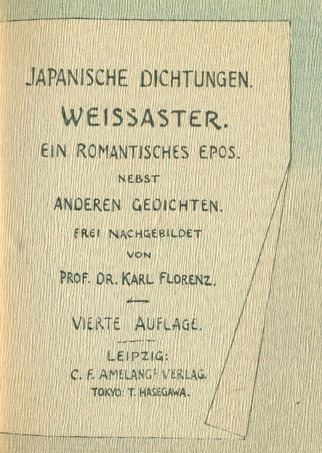 JAPANISCHE DICHTUNGEN.
WEISSASTER.
EIN ROMANTISCHES EPOS.
NEBST
ANDEREN GEDICHTEN.
FREI NACHGEBILDET
VON
PROF. DR. KARL FLORENZ.
VIERTE AUFLAGE.
LEIPZIG:
C. F. AMELANGS VERLAG.
TOKYO: T. HASEGAWA.